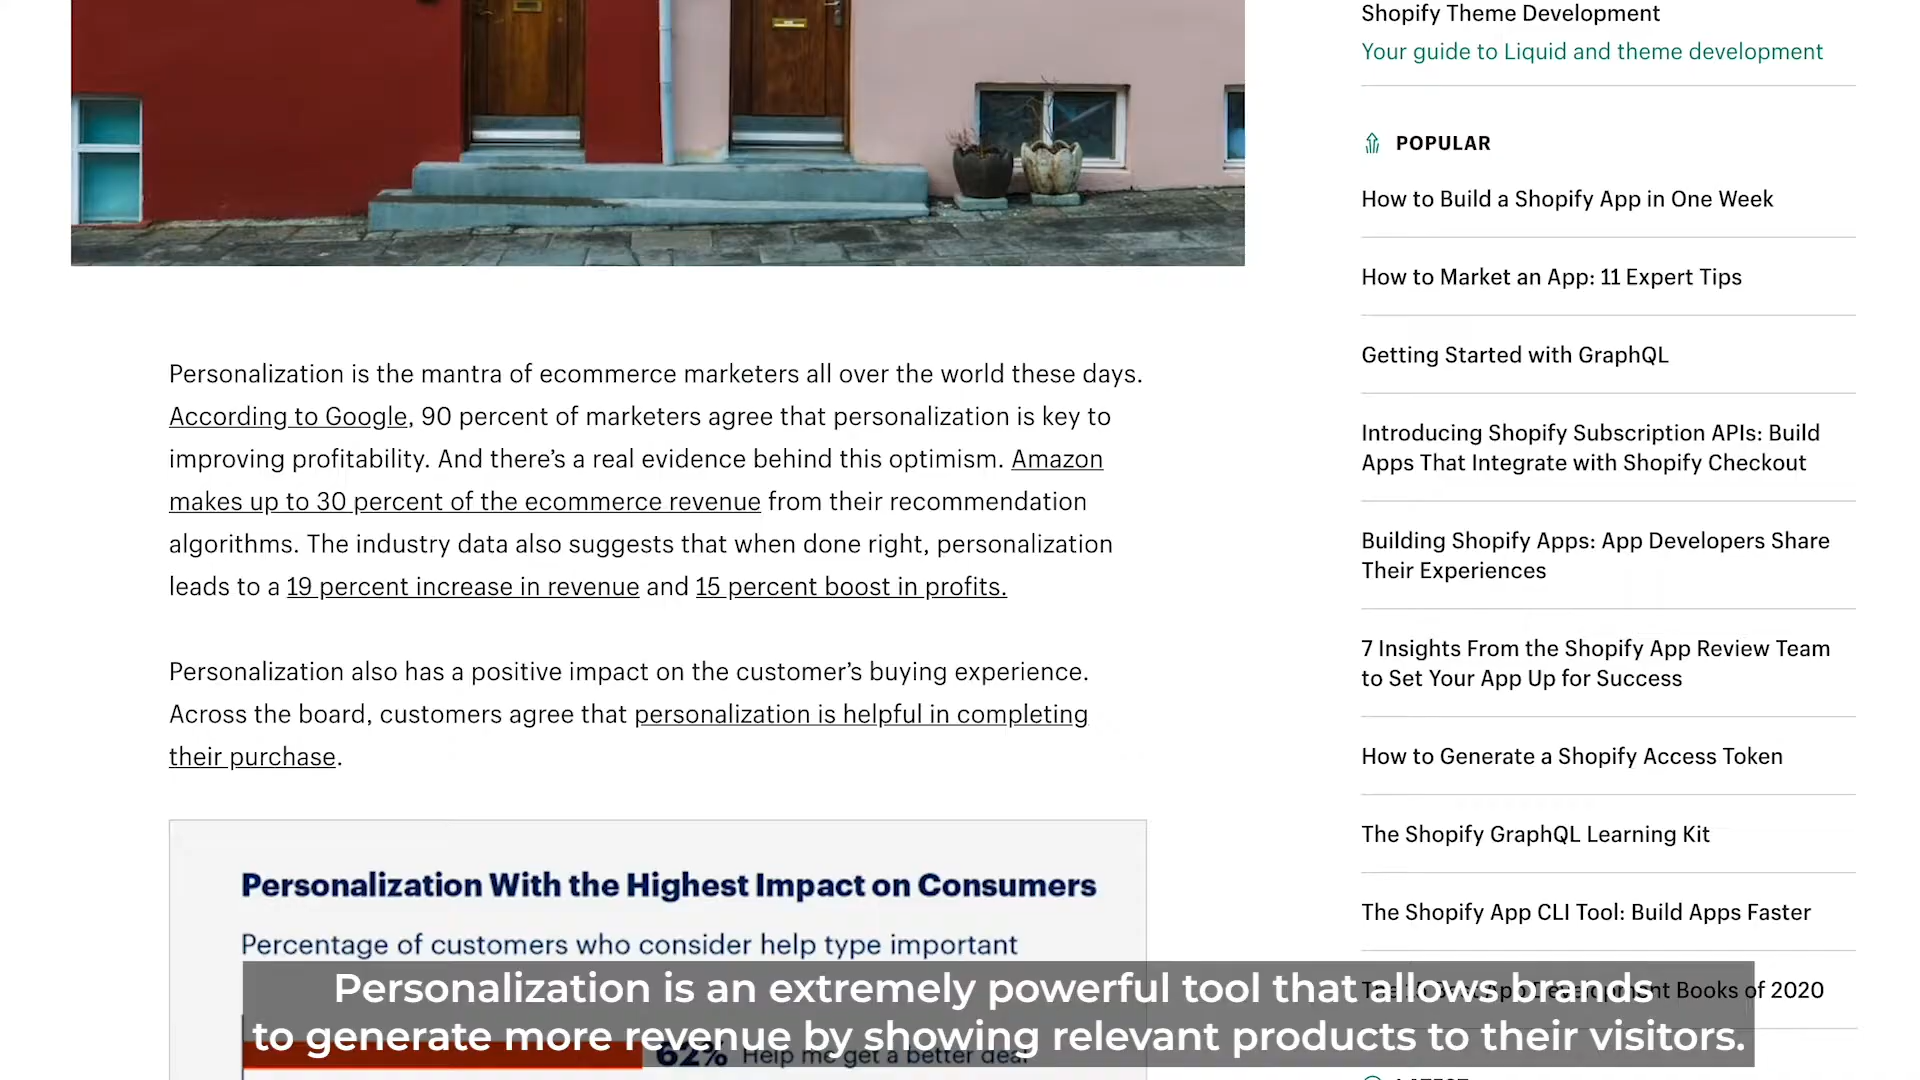 Shopify Theme Development
Your guide to Liquid and theme development
POPULAR
How to Build a Shopify App in One Week
How to Market an App: 11 Expert Tips
Getting Started with GraphQL
Introducing Shopify Subscription APIs: Build
Apps That Integrate with Shopify Checkout
Building Shopify Apps: App Developers Share
Their Experiences
7 Insights From the Shopify App Review Team
to Set Your App Up for Success
How to Generate a Shopify Access Token
The Shopify GraphQL Learning Kit
The Shopify App CLI Tool: Build Apps Faster
Books of 2020
Personalization is the mantra of ecommerce marketers all over the world these days.
According to Google, 90 percent of marketers agree that personalization is key to
improving profitability. And there’s a real evidence behind this optimism. Amazon
makes up to 30 percent of the ecommerce revenue from their recommendation
algorithms. The industry data also suggests that when done right, personalization
leads to a 19 percent increase in revenue and 15 percent boost in profits.
Personalization also has a positive impact on the customer’s buying experience.
Across the board, customers agree that personalization is helpful in completing
their purchase.
Personalization With the Highest Impact on Consumers
Percentage of customers who consider help type important
62% Help me get a better deal
Personalization is an extremely powerful tool that allows brands
to generate more revenue by showing relevant products to their visitors.